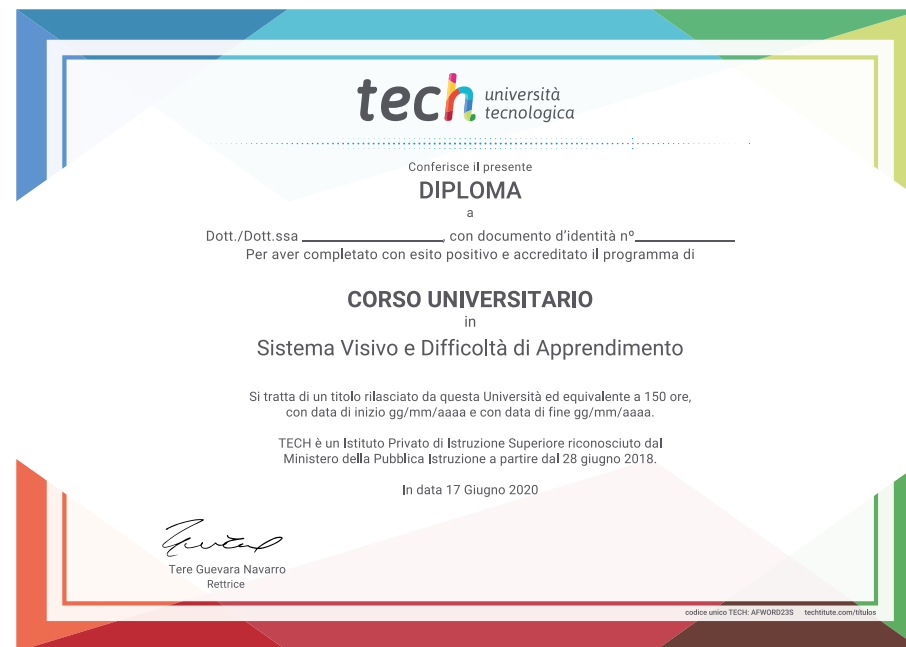 tech università
tecnologica
Conferisce il presente
DIPLOMA
a
Dott./Dott.ssa ________________, con documento d'identità nº____________
Per aver completato con esito positivo e accreditato il programma di
CORSO UNIVERSITARIO
in
Sistema Visivo e Difficoltà di Apprendimento
Si tratta di un titolo rilasciato da questa Università ed equivalente a 150 ore,
con data di inizio gg/mm/aaaa e con data di fine gg/mm/aaaa.
TECH è un Istituto Privato di Istruzione Superiore riconosciuto dal
Ministero della Pubblica Istruzione a partire dal 28 giugno 2018.
In data 17 Giugno 2020
Tere Guevara Navarro
Rettrice
codice unico TECH: AFWORD23S techtitute.com/títulos